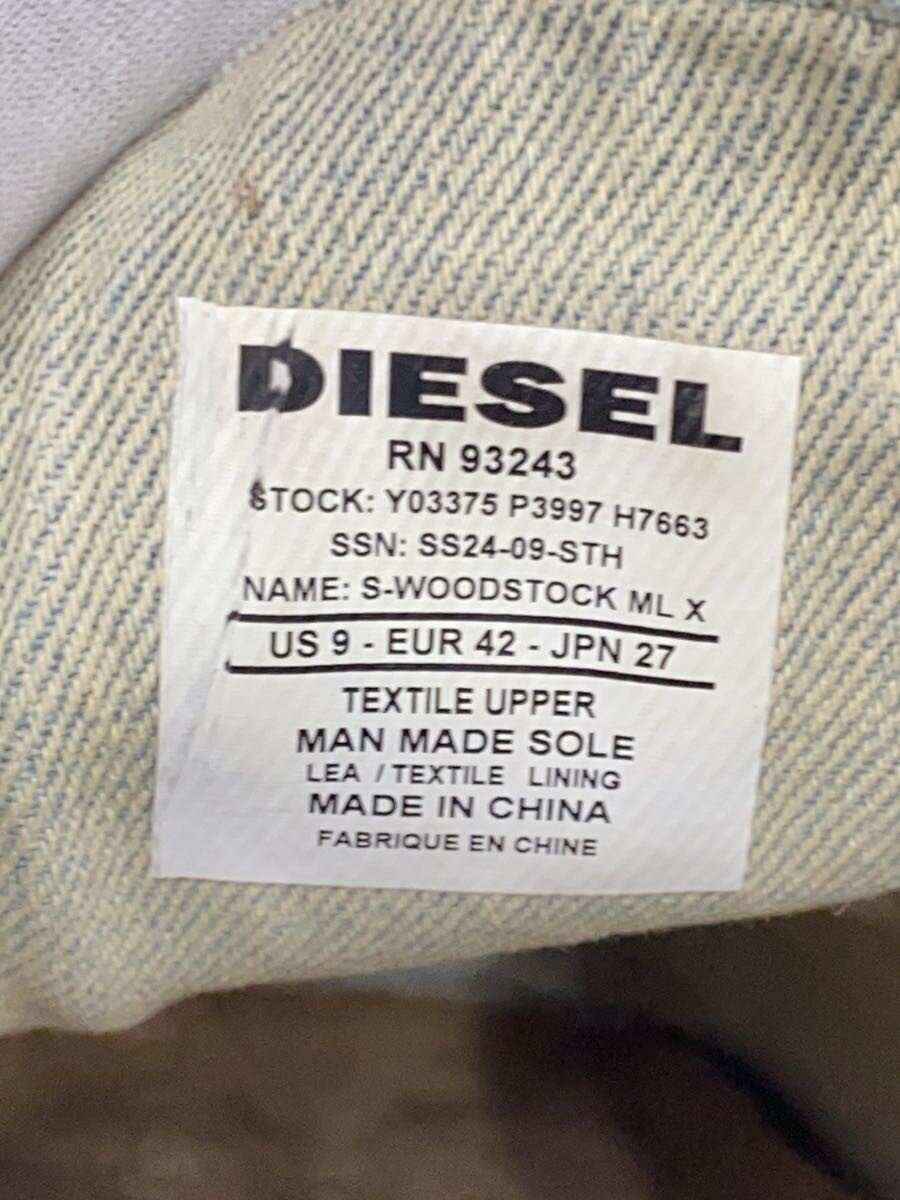 DIESEL
RN 93243
STOCK: Y03375 P3997 H7663
SSN: SS24-09-STH
NAME: S-WOODSTOCK ML X
US 9 - EUR 42 - JPN 27
TEXTILE UPPER
MAN MADE SOLE
LEA / TEXTILE LINING
MADE IN CHINA
FABRIQUE EN CHINE